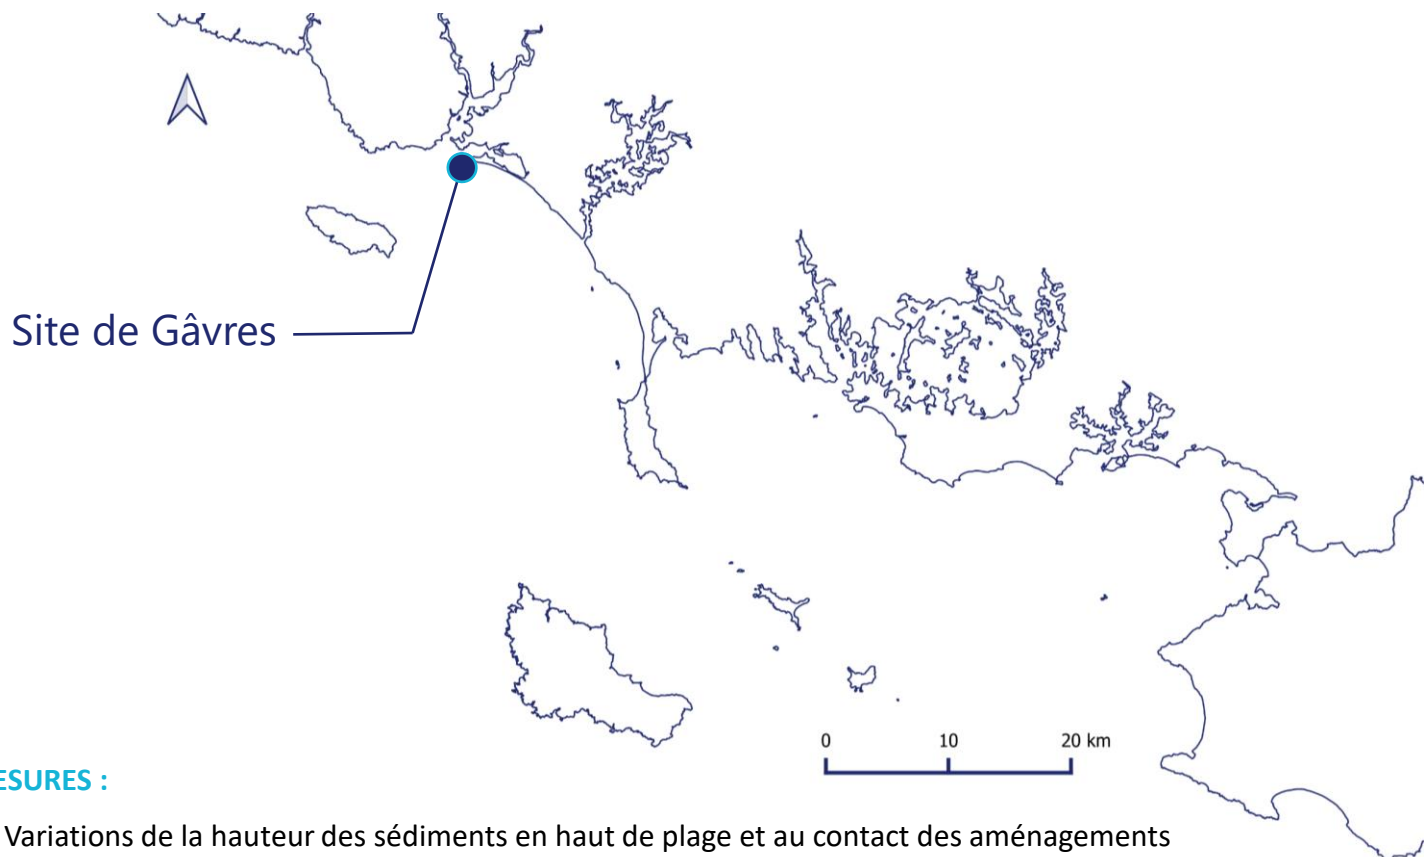 Site de Gâvres
0 10 20 km
ESURES :
Variations de la hauteur des sédiments en haut de plage et au contact des aménagements